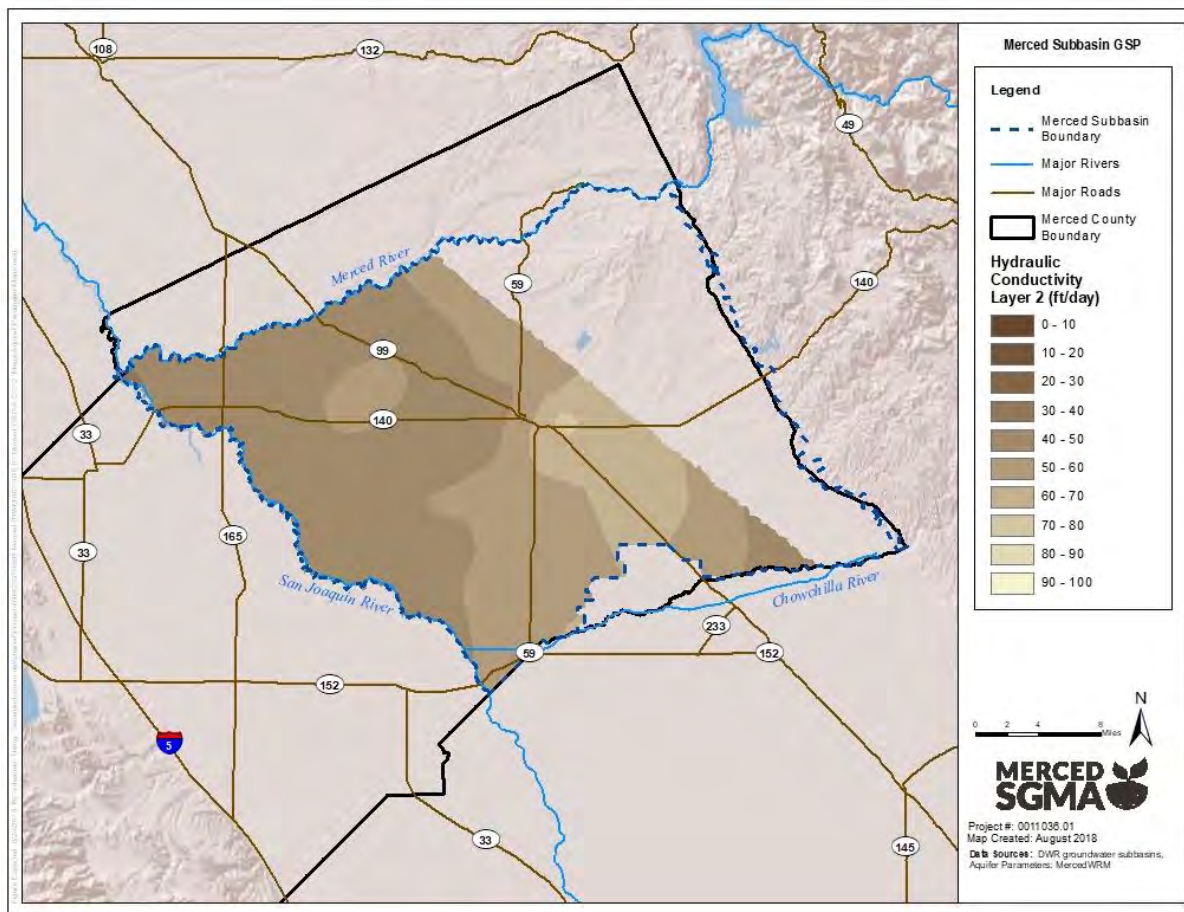 108
132
49
Merced River
59
140
99
140
33
165
33
San Joaquin River
Chowchilla River
233
59
152
152
5
33
145
Merced Subbasin GSP
Legend
Merced Subbasin
Boundary
Major Rivers
Major Roads
Merced County
Boundary
Hydraulic
Conductivity
Layer 2 (ft/day)
0 - 10
10 - 20
20 - 30
30 - 40
40 - 50
50 - 60
60 - 70
70 - 80
80 - 90
90 - 100
N
0 2 4 8
Miles
MERCED
SGMA
Project #: 0011036.01
Map Created: August 2018
Data Sources: DWR groundwater subbasins,
Aquifer Parameters: MercedWRM